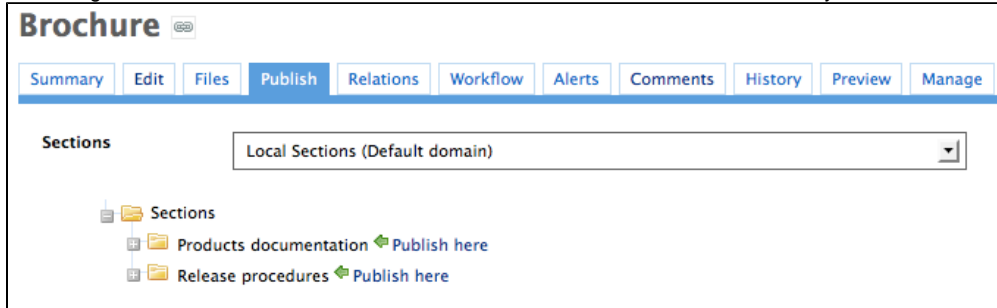 Brochure
Summary Edit Files Publish Relations Workflow Alerts Comments History Preview Manage
Sections Local Sections (Default domain)
Sections
Products documentation Publish here
Release procedures Publish here